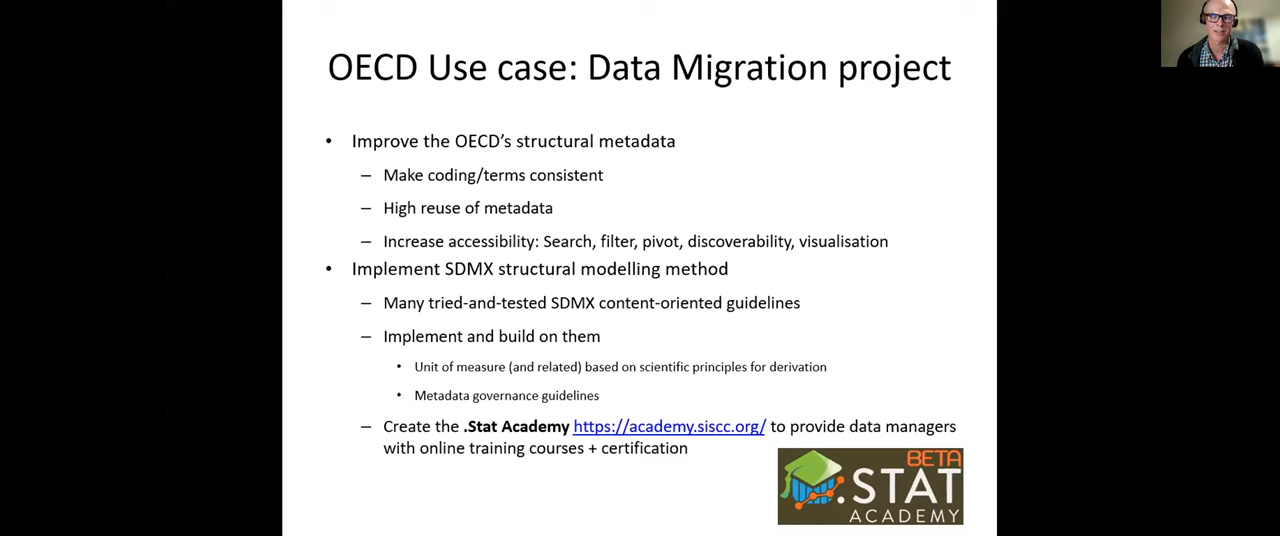 OECD Use case: Data Migration project
• Improve the OECD’s structural metadata
– Make coding/terms consistent
– High reuse of metadata
– Increase accessibility: Search, filter, pivot, discoverability, visualisation
• Implement SDMX structural modelling method
– Many tried-and-tested SDMX content-oriented guidelines
– Implement and build on them
• Unit of measure (and related) based on scientific principles for derivation
• Metadata governance guidelines
– Create the .Stat Academy https://academy.siscc.org/ to provide data managers
with online training courses + certification
BETA
.STAT
ACADEMY